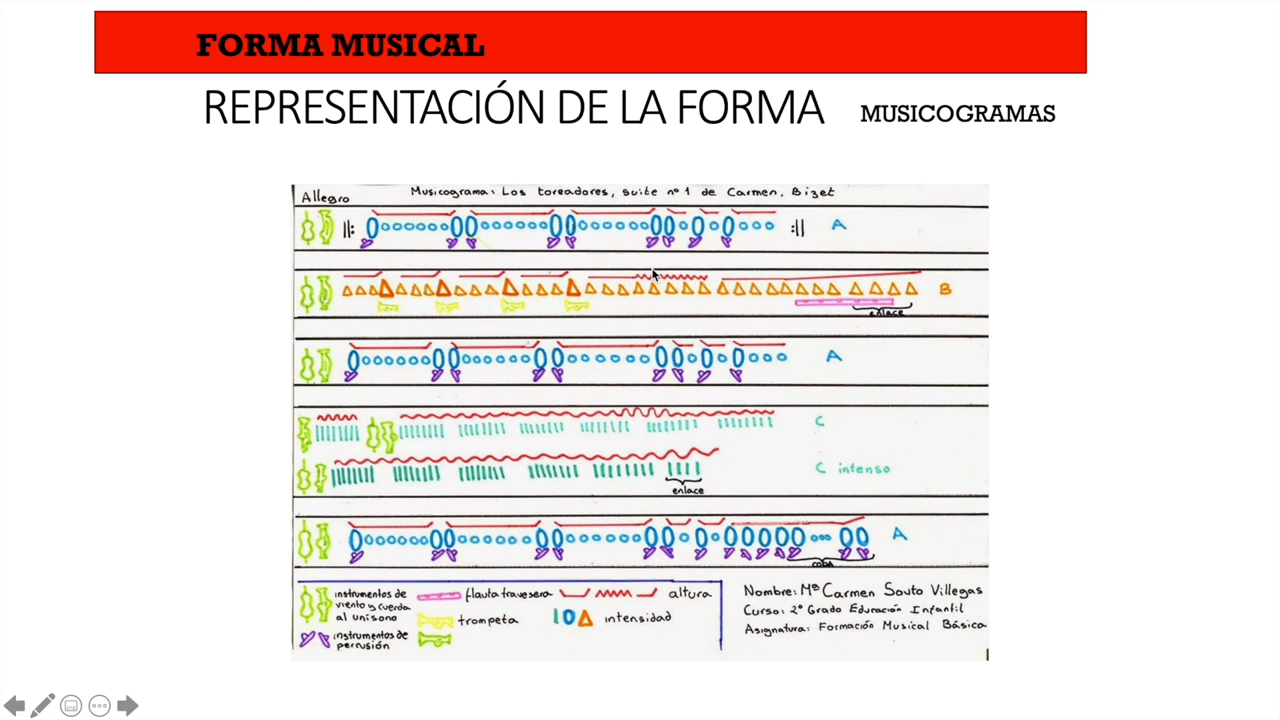 FORMA MUSICAL
REPRESENTACIÓN DE LA FORMA MUSICOGRAMAS
Allegro Musicograma: Los toreadores, suite nº 1 de Carmen, Bizet
A
B
enlace
A
C
C intenso
enlace
A
coda
instrumentos de viento y cuerda al unísono
flauta travesera
altura
trompeta
intensidad
instrumentos de percusión
Nombre: Mª Carmen Souto Villegas
Curso: 2º Grado Educación Infantil
Asignatura: Formación Musical Básica